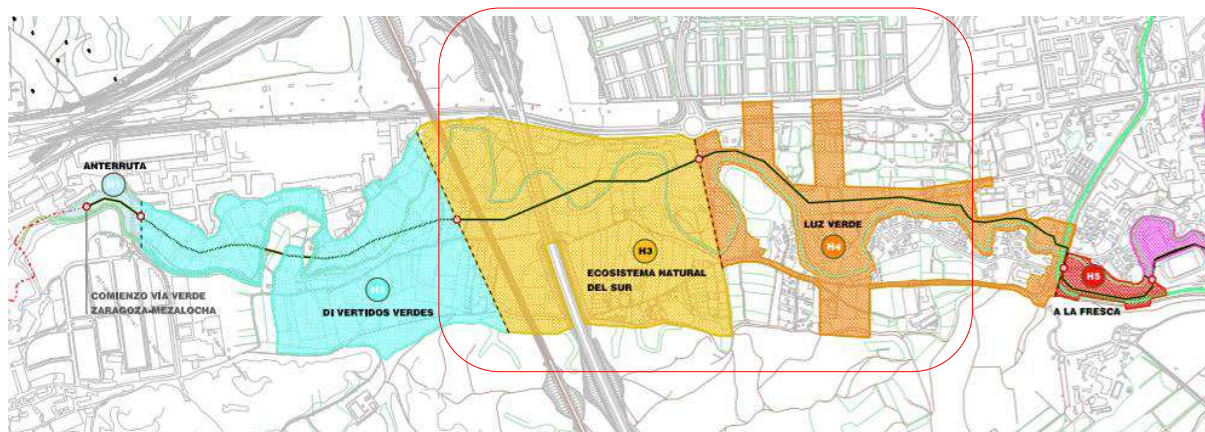 ANTERRUTA
COMIENZO VÍA VERDE
ZARAGOZA-MEZALOCHA
DI VERTIDOS VERDES
H3
ECOSISTEMA NATURAL
DEL SUR
LUZ VERDE
H4
H5
A LA FRESCA